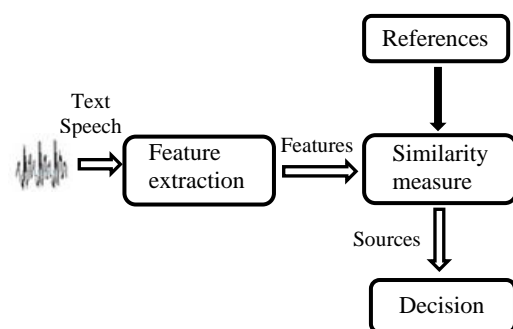 References
Text
Speech
Feature
extraction
Features
Similarity
measure
Sources
Decision